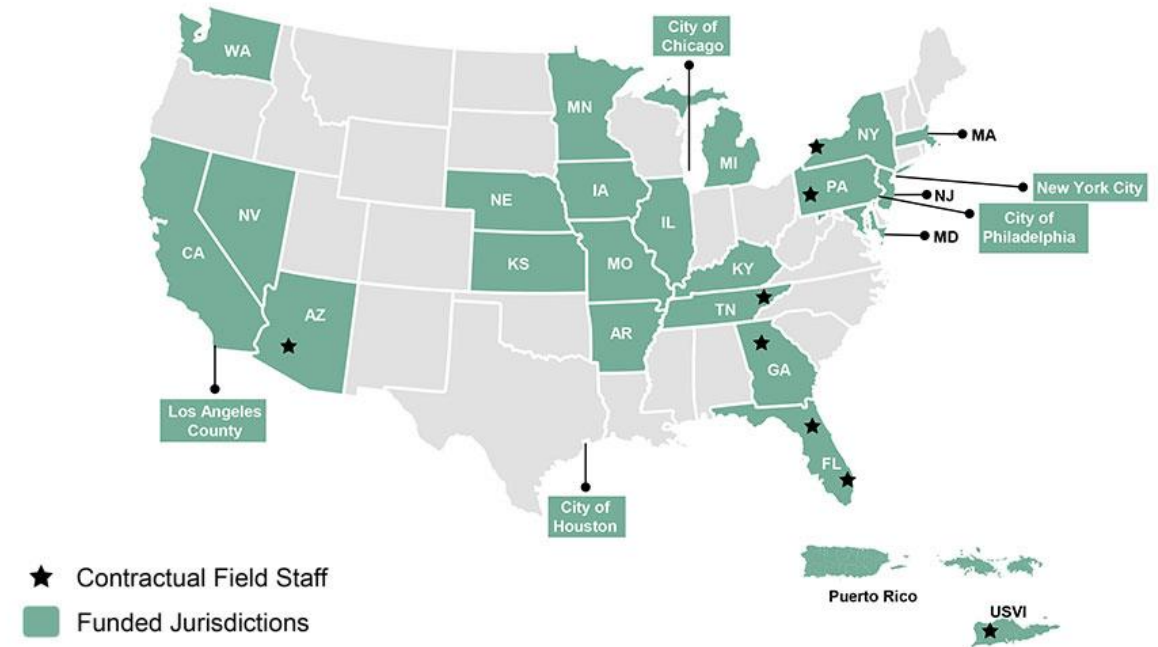 WA
City of
Chicago
MN
NY
MA
MI
PA
New York City
NJ
City of
Philadelphia
MD
NE
IA
IL
NV
CA
KS
MO
KY
TN
AZ
AR
GA
Los Angeles
County
FL
City of
Houston
Contractual Field Staff
Funded Jurisdictions
Puerto Rico
USVI